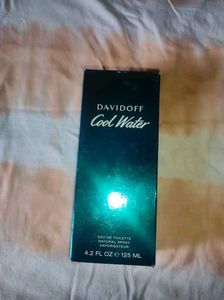 DAVIDOFF
Cool Water
EAU DE TOILETTE
NATURAL SPRAY
VAPORISATEUR
4.2 FL OZ ℮ 125 ML